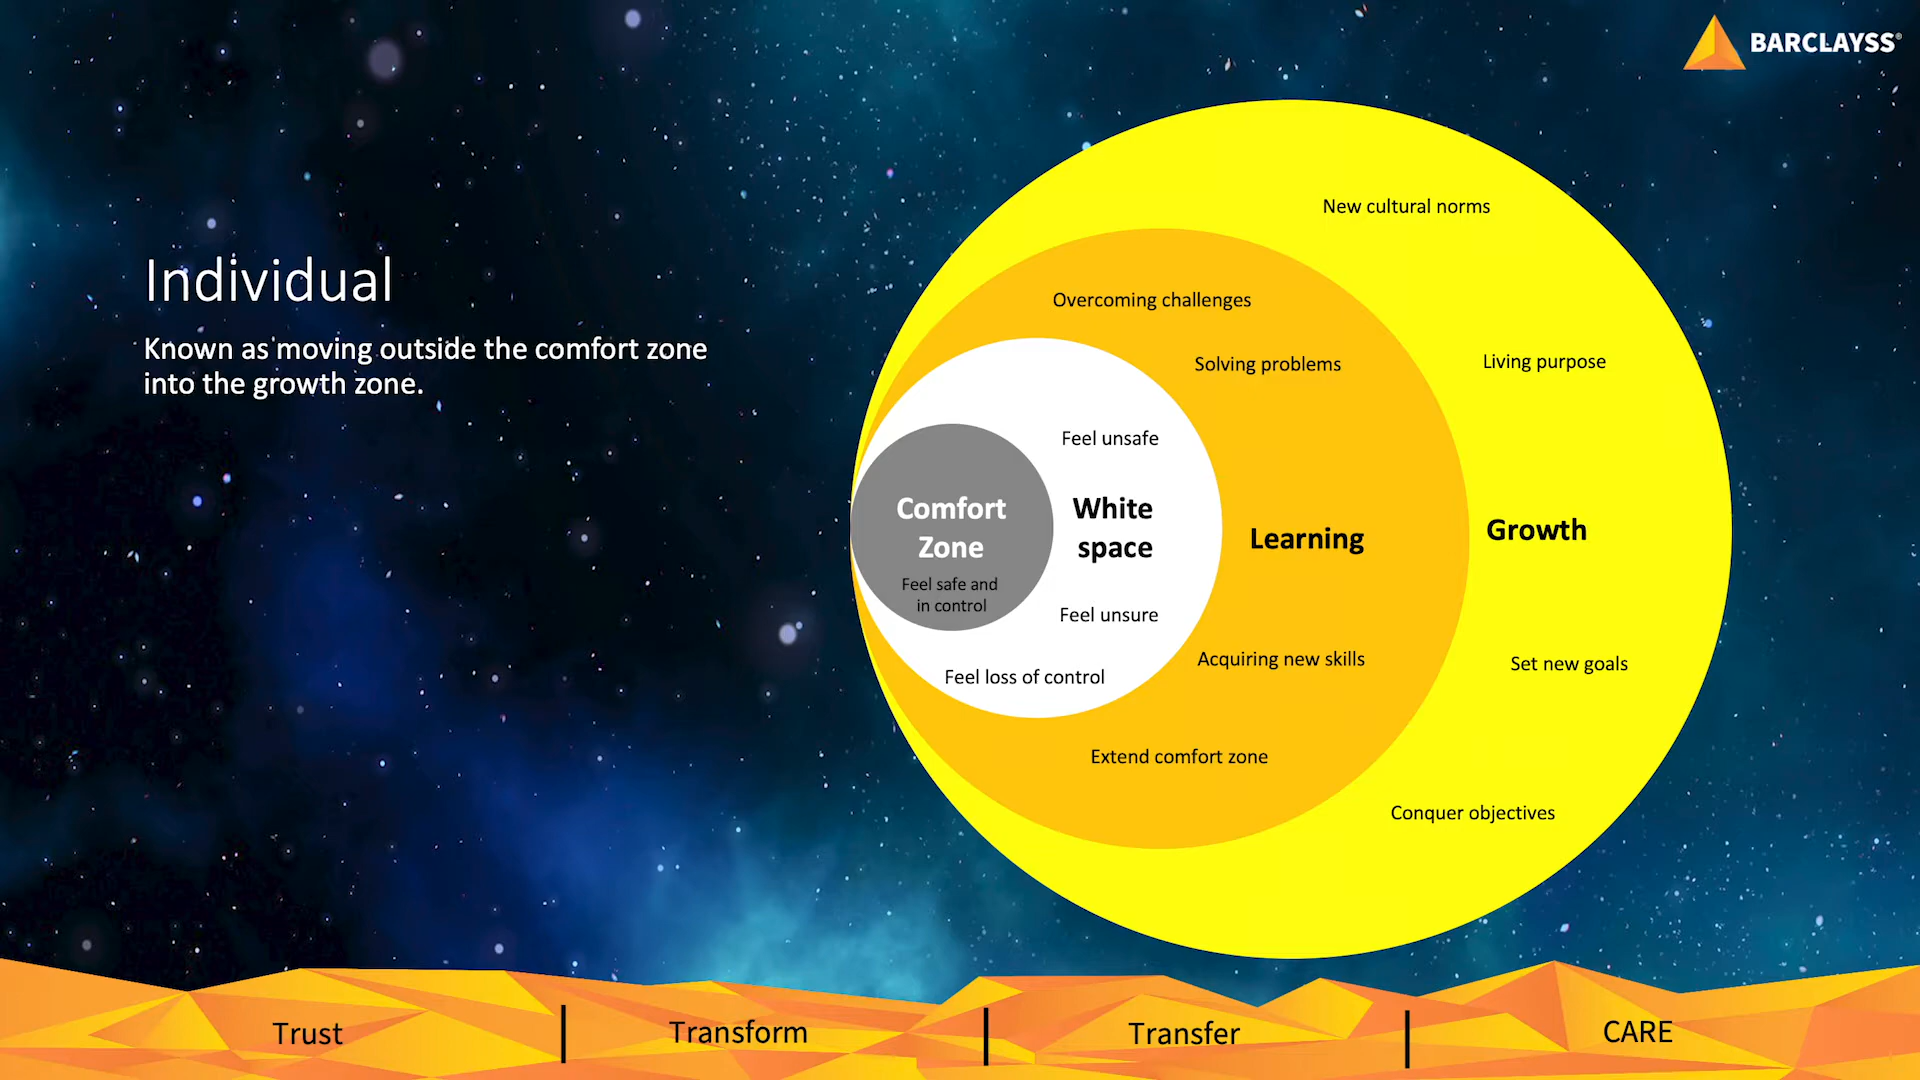 BARCLAYSS®
Individual
Known as moving outside the comfort zone
into the growth zone.
New cultural norms
Overcoming challenges
Solving problems
Living purpose
Feel unsafe
Comfort
Zone
Feel safe and
in control
White
space
Learning
Growth
Feel unsure
Feel loss of control
Acquiring new skills
Set new goals
Extend comfort zone
Conquer objectives
Trust
Transform
Transfer
CARE